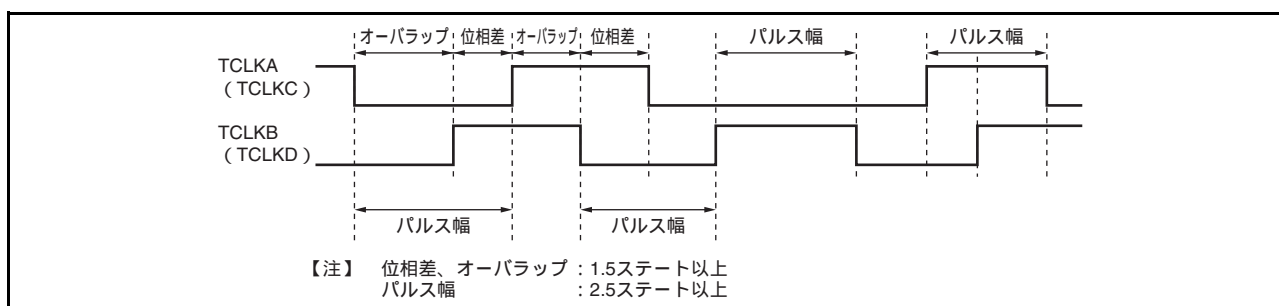 オーバラップ 位相差 オーバラップ 位相差 パルス幅 パルス幅
TCLKA
（TCLKC）
TCLKB
（TCLKD）
パルス幅 パルス幅
【注】 位相差、オーバラップ：1.5ステート以上
パルス幅 ：2.5ステート以上